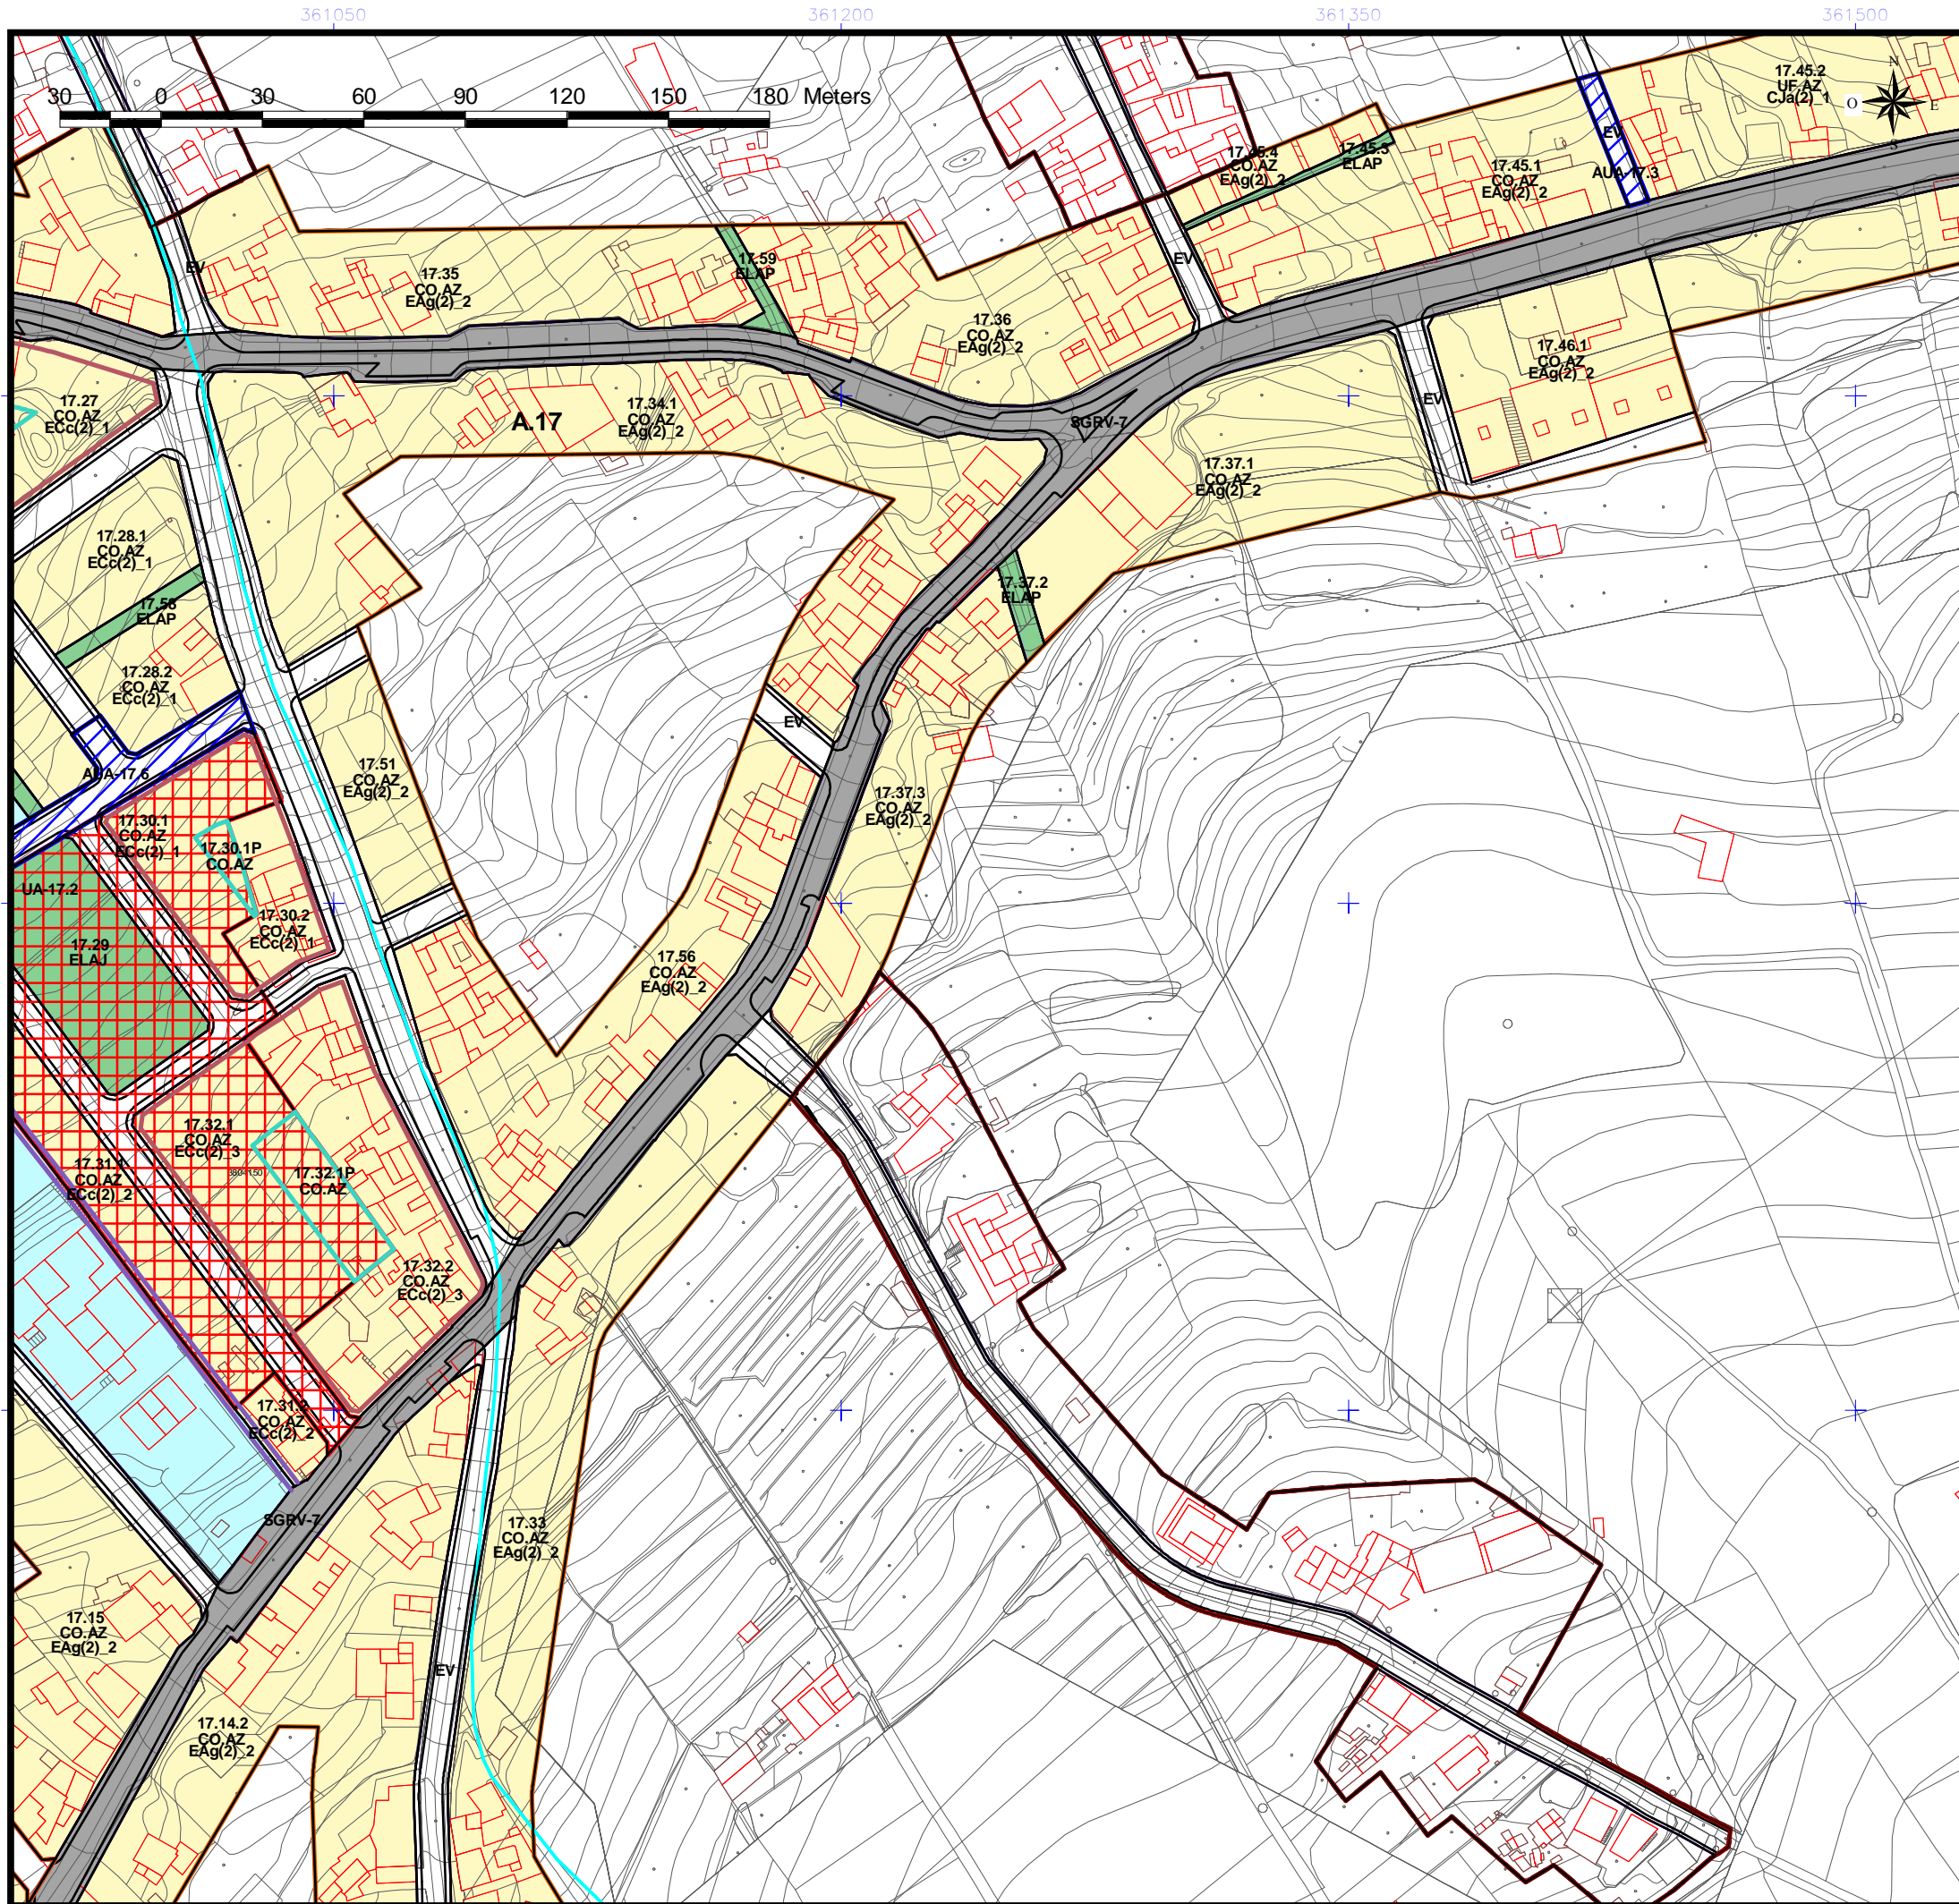 361050 361200 361350 361500
30 0 30 60 90 120 150 180 Meters
17.45.2
UF.AZ
CJa(2)_1
N
O E
S
EV
AUA-17.3
17.45.4
CO.AZ
EAg(2)_2
17.45.3
ELAP
17.45.1
CO.AZ
EAg(2)_2
EV
17.35
CO.AZ
EAg(2)_2
17.59
ELAP
EV
17.36
CO.AZ
EAg(2)_2
17.46.1
CO.AZ
EAg(2)_2
17.27
CO.AZ
ECc(2)_1
A.17
17.34.1
CO.AZ
EAg(2)_2
SGRV-7
EV
17.37.1
CO.AZ
EAg(2)_2
17.28.1
CO.AZ
ECc(2)_1
17.58
ELAP
17.37.2
ELAP
17.28.2
CO.AZ
ECc(2)_1
EV
AUA-17.6
17.51
CO.AZ
EAg(2)_2
17.37.3
CO.AZ
EAg(2)_2
17.30.1
CO.AZ
ECc(2)_1
17.30.1P
CO.AZ
UA-17.2
17.30.2
CO.AZ
ECc(2)_1
17.29
ELAJ
17.56
CO.AZ
EAg(2)_2
17.32.1
CO.AZ
ECc(2)_3
17.31.1
CO.AZ
ECc(2)_2
17.32.1P
CO.AZ
17.32.2
CO.AZ
ECc(2)_3
17.31.2
CO.AZ
ECc(2)_2
SGRV-7
17.33
CO.AZ
EAg(2)_2
17.15
CO.AZ
EAg(2)_2
EV
17.14.2
CO.AZ
EAg(2)_2